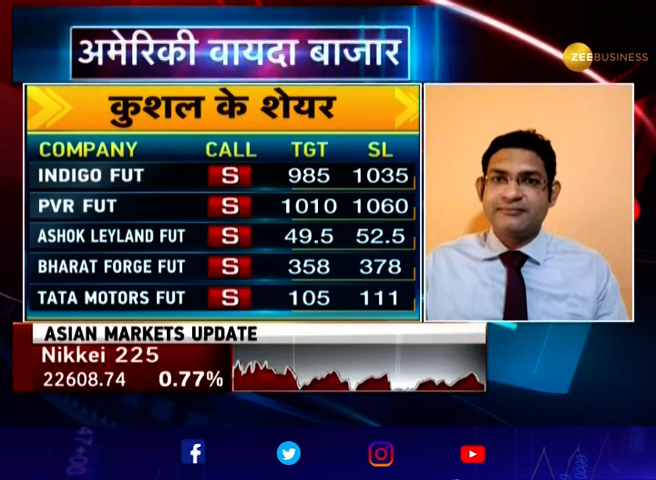 अमेरिकी वायदा बाजार
ZEE BUSINESS
कुशल के शेयर
COMPANY CALL TGT SL
INDIGO FUT S 985 1035
PVR FUT S 1010 1060
ASHOK LEYLAND FUT S 49.5 52.5
BHARAT FORGE FUT S 358 378
TATA MOTORS FUT S 105 111
ASIAN MARKETS UPDATE
Nikkei 225
22608.74 0.77%